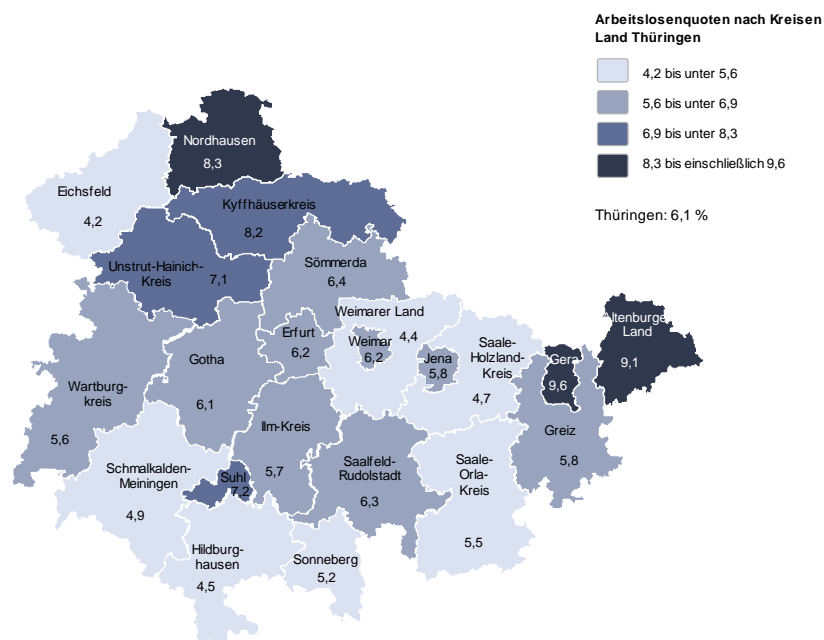 Arbeitslosenquoten nach Kreisen
Land Thüringen
4,2 bis unter 5,6
5,6 bis unter 6,9
6,9 bis unter 8,3
8,3 bis einschließlich 9,6
Thüringen: 6,1 %
Nordhausen
8,3
Eichsfeld
4,2
Kyffhäuserkreis
8,2
Unstrut-Hainich-
Kreis
7,1
Sömmerda
6,4
Weimarer Land
4,4
Weimar
6,2
Erfurt
6,2
Gotha
6,1
Jena
5,8
Saale-
Holzland-
Kreis
4,7
Gera
9,6
Altenburger
Land
9,1
Wartburg-
kreis
5,6
Ilm-Kreis
5,7
Greiz
5,8
Schmalkalden-
Meiningen
4,9
Suhl
7,2
Saalfeld-
Rudolstadt
6,3
Saale-
Orla-
Kreis
5,5
Hildburg-
hausen
4,5
Sonneberg
5,2